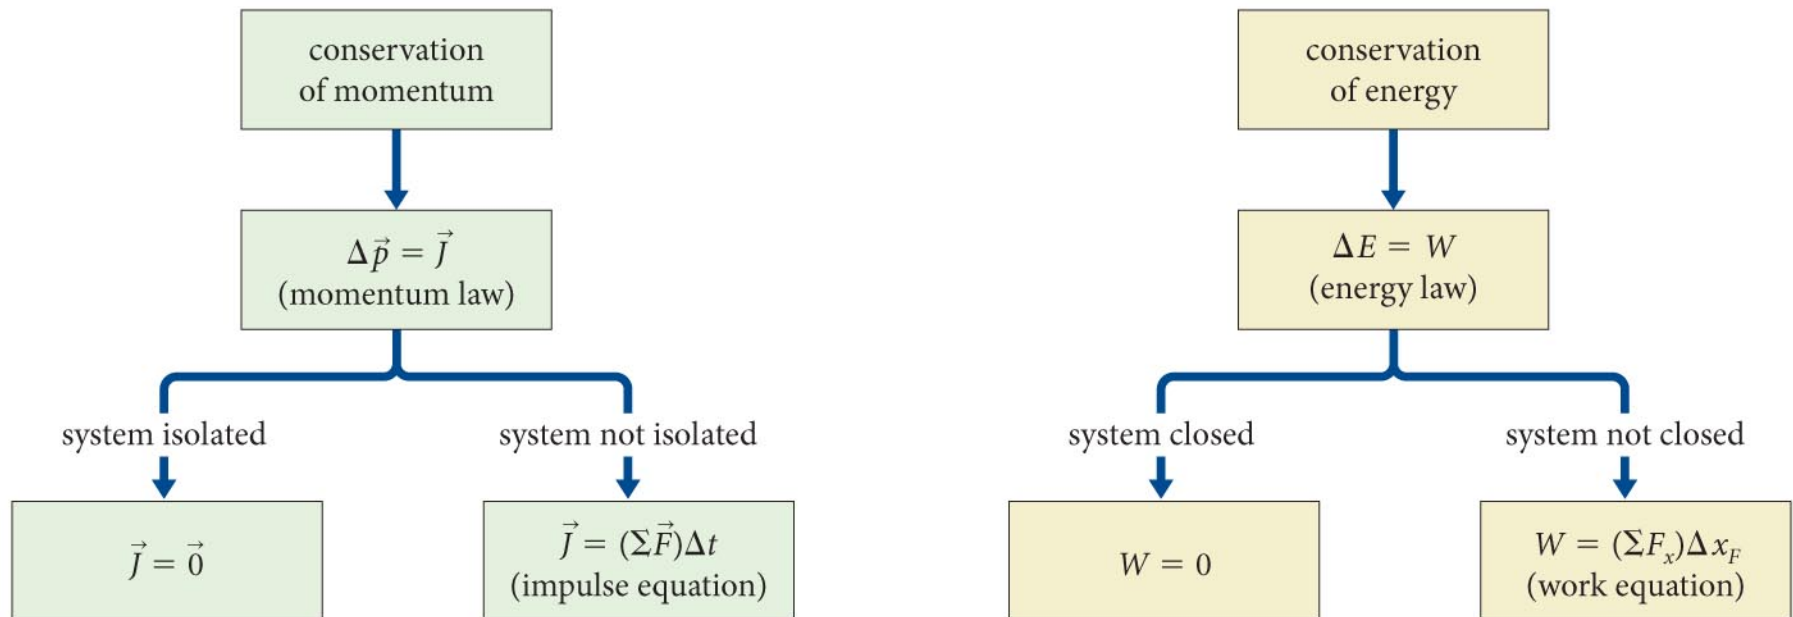 conservation
of momentum
Δp⃗ = J⃗
(momentum law)
system isolated
system not isolated
J⃗ = 0⃗
J⃗ = (ΣF⃗)Δt
(impulse equation)
conservation
of energy
ΔE = W
(energy law)
system closed
system not closed
W = 0
W = (ΣFₓ)Δx_F
(work equation)